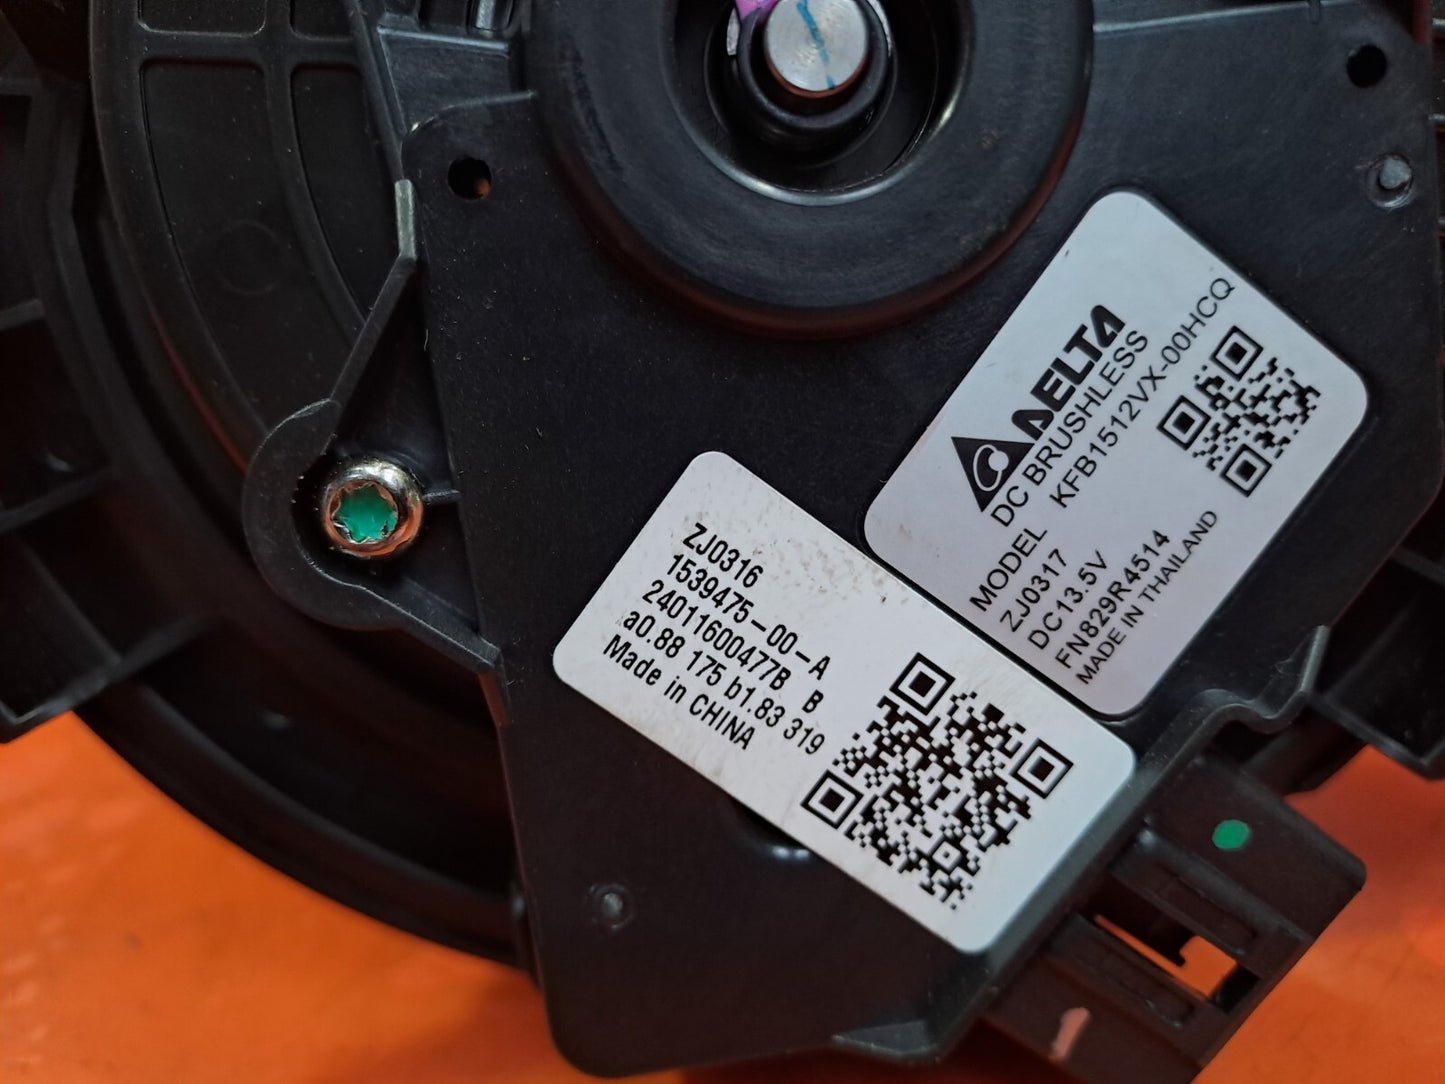 DELTA
DC BRUSHLESS
MODEL KFB1512VX-00HCQ
ZJ0317
DC13.5V
FN829R4514
MADE IN THAILAND
ZJ0316
1539475-00-A
24011600477B B
a0.88 175 b1.83 319
Made in CHINA